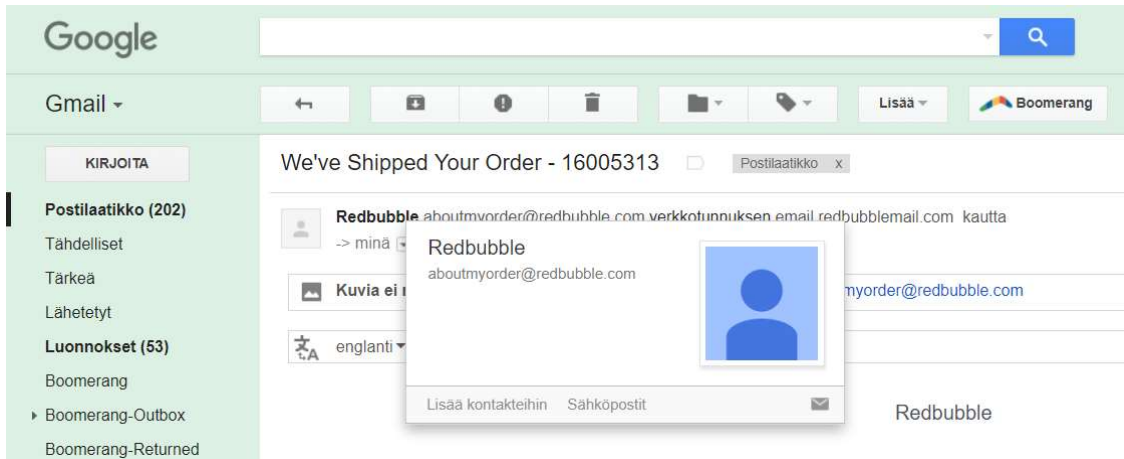 Google
Gmail
Lisää
Boomerang
KIRJOITA
We've Shipped Your Order - 16005313
Postilaatikko x
Postilaatikko (202)
Tähdelliset
Tärkeä
Lähetetyt
Luonnokset (53)
Boomerang
Boomerang-Outbox
Boomerang-Returned
Redbubble aboutmyorder@redbubble.com verkkotunnuksen email.redbubblemail.com kautta
-> minä
Redbubble
aboutmyorder@redbubble.com
Kuvia ei
myorder@redbubble.com
englanti
Lisää kontakteihin Sähköpostit
Redbubble